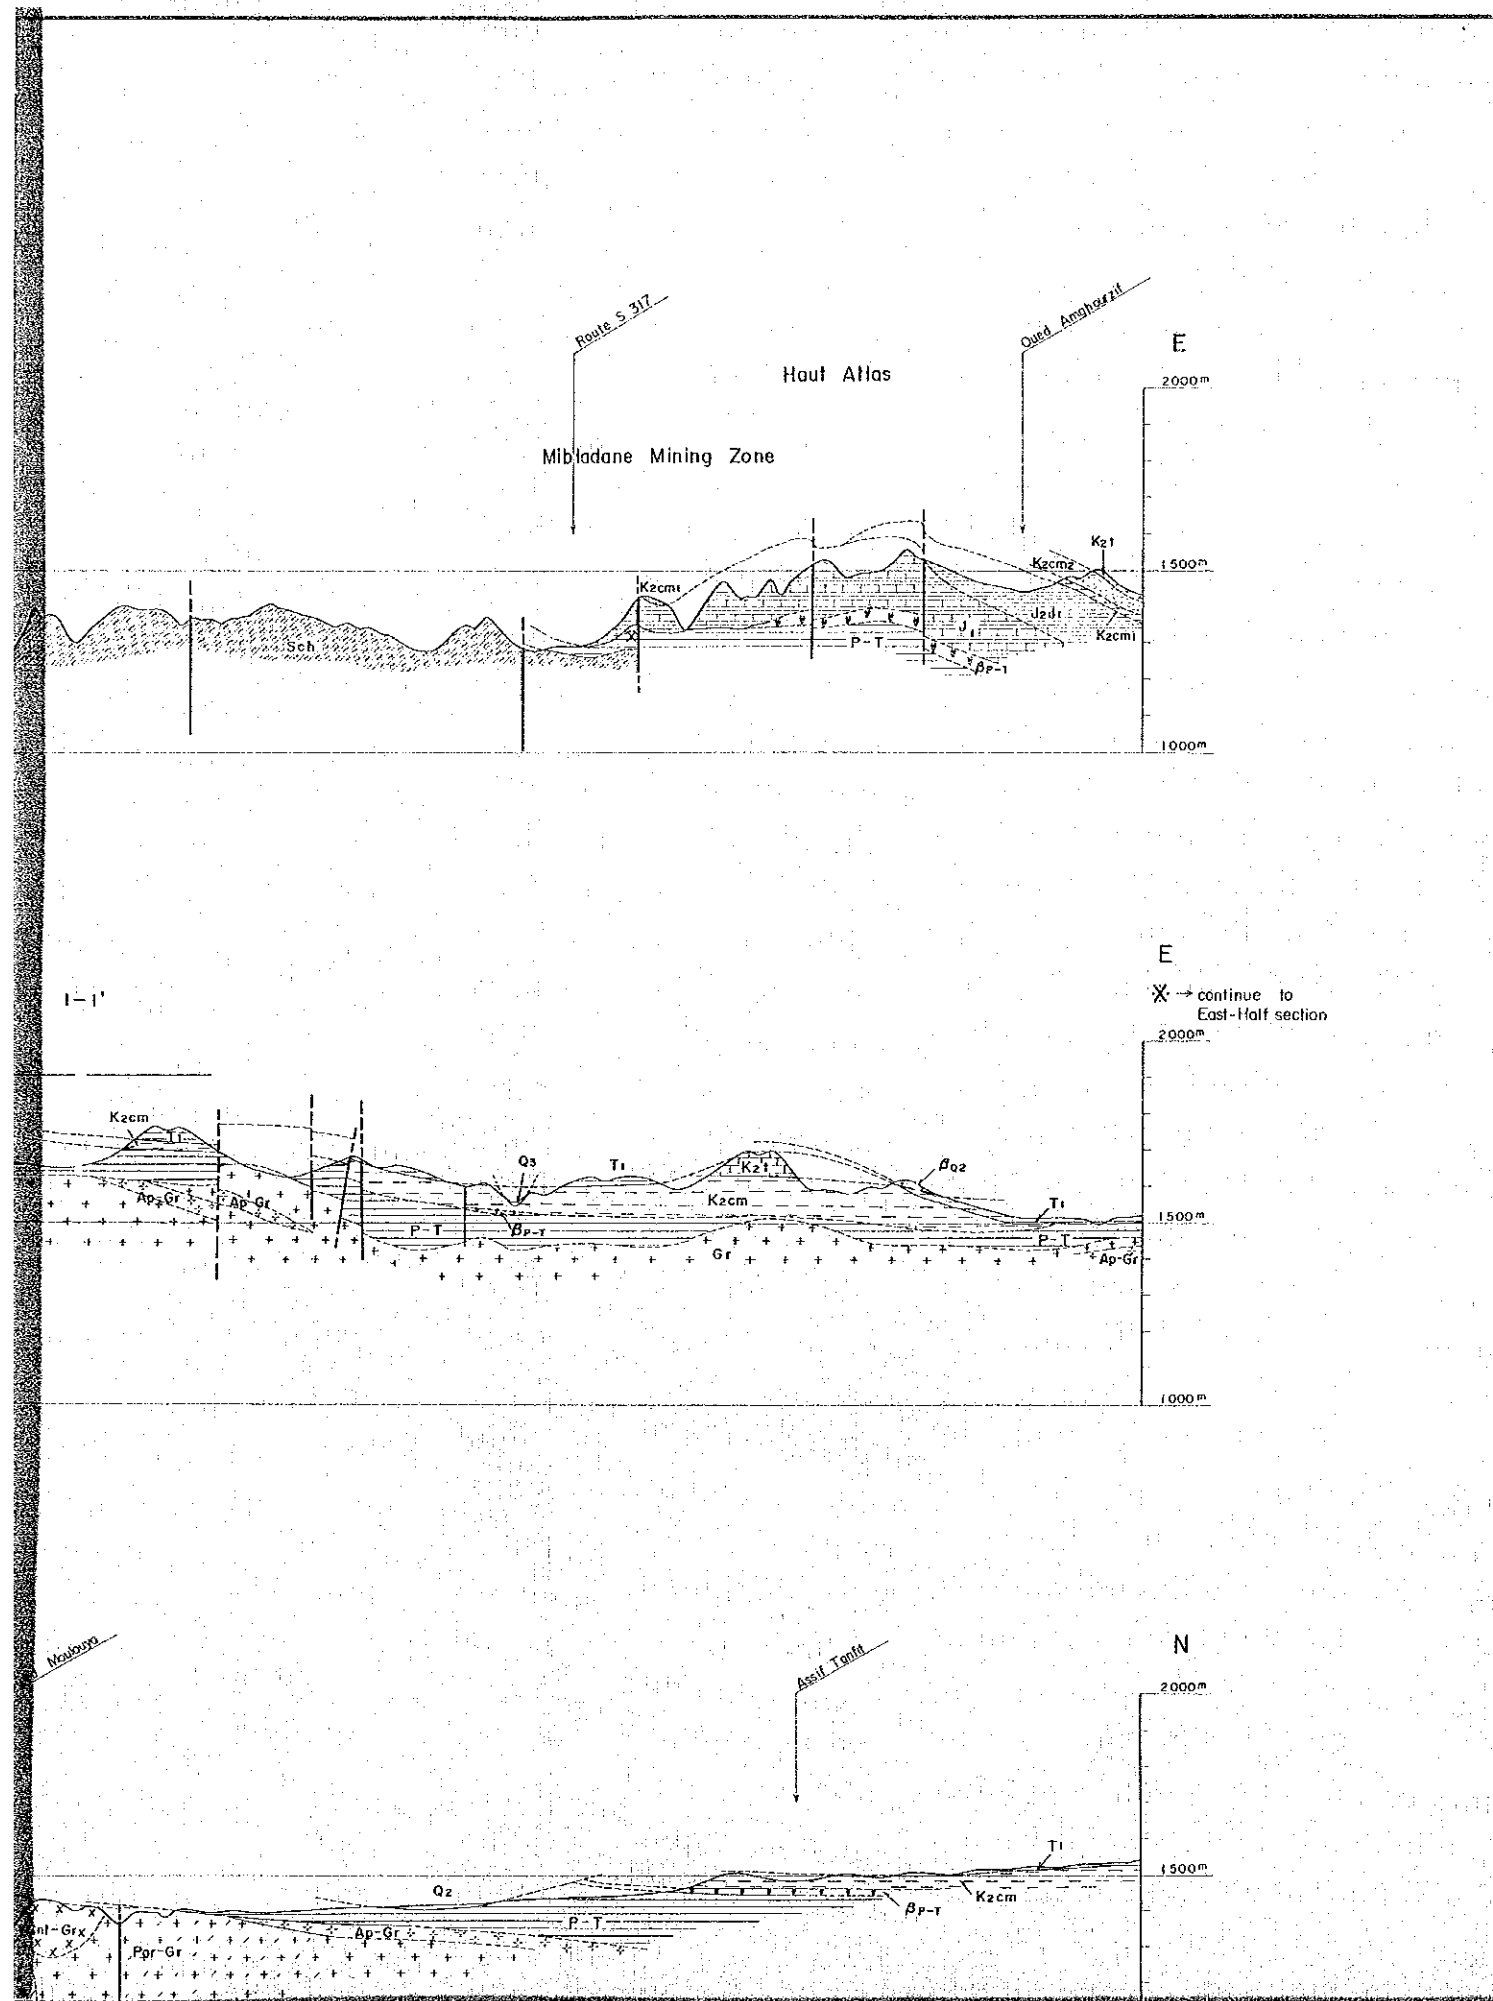 Route S 317
Oued Amghourzif
E
Haut Atlas
2000m
Mibladane Mining Zone
K2t
K2cm2
1500m
K2cm1
J2dr
J1
Sch
P-T
K2cm1
βP-T
1000m
E
I-I'
X → continue to
East-Half section
2000m
K2cm
T1
Q3
T1
K2t
βQ2
Ap-Gr
Ap-Gr
K2cm
T1
1500m
P-T
βP-T
P-T
Gr
Ap-Gr
1000m
Moulouya
Assif Tanfit
N
2000m
T1
1500m
Q2
K2cm
βP-T
P-T
Ap-Gr
Por-Gr